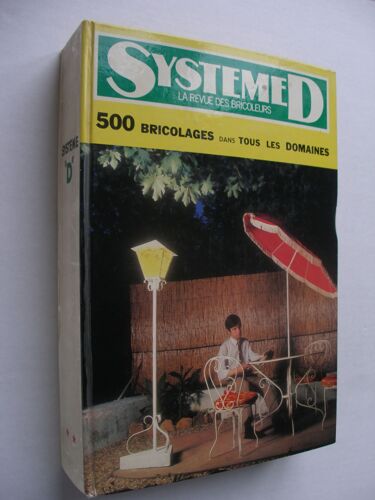 SYSTEME D
LA REVUE DES BRICOLEURS
500 BRICOLAGES DANS TOUS LES DOMAINES
SYSTEME
"D"